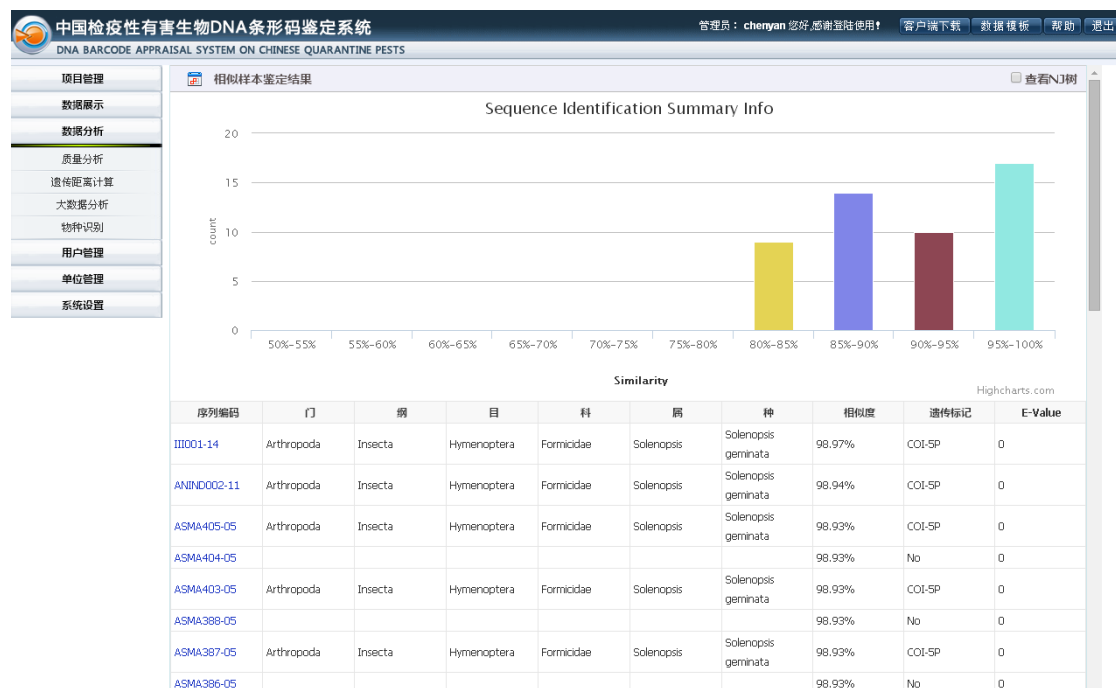 中国检疫性有害生物DNA条形码鉴定系统
DNA BARCODE APPRAISAL SYSTEM ON CHINESE QUARANTINE PESTS
管理员： chenyan 您好,感谢登陆使用！
客户端下载 数据模板 帮助 退出
项目管理
数据展示
数据分析
质量分析
遗传距离计算
大数据分析
物种识别
用户管理
单位管理
系统设置
相似样本鉴定结果
查看NJ树
Sequence Identification Summary Info
count
20
15
10
5
0
50%-55% 55%-60% 60%-65% 65%-70% 70%-75% 75%-80% 80%-85% 85%-90% 90%-95% 95%-100%
Similarity
Highcharts.com
序列编码 门 纲 目 科 属 种 相似度 遗传标记 E-Value
III001-14 Arthropoda Insecta Hymenoptera Formicidae Solenopsis Solenopsis geminata 98.97% COI-5P 0
ANIND002-11 Arthropoda Insecta Hymenoptera Formicidae Solenopsis Solenopsis geminata 98.94% COI-5P 0
ASMA405-05 Arthropoda Insecta Hymenoptera Formicidae Solenopsis Solenopsis geminata 98.93% COI-5P 0
ASMA404-05 98.93% No 0
ASMA403-05 Arthropoda Insecta Hymenoptera Formicidae Solenopsis Solenopsis geminata 98.93% COI-5P 0
ASMA388-05 98.93% No 0
ASMA387-05 Arthropoda Insecta Hymenoptera Formicidae Solenopsis Solenopsis geminata 98.93% COI-5P 0
ASMA386-05 98.93% No 0